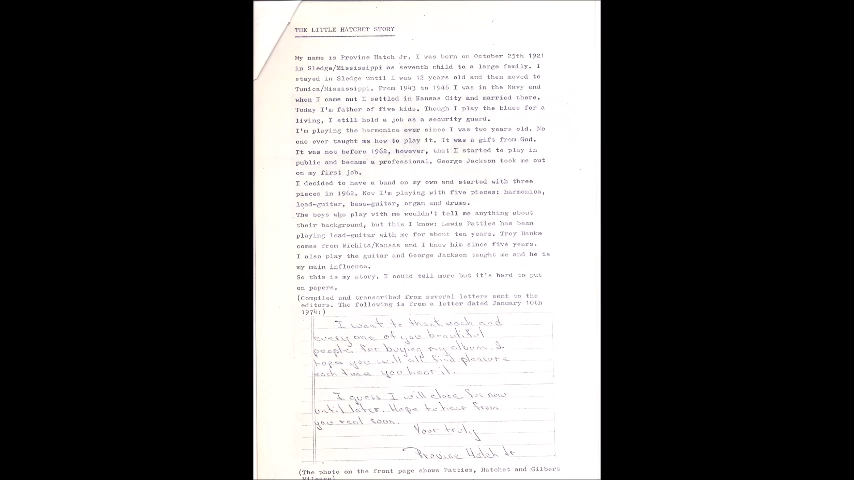 THE LITTLE HATCHET STORY
My name is Provine Hatch Jr. I was born on October 25th 1921
in Sledge/Mississippi as seventh child to a large family. I
stayed in Sledge until I was 12 years old and then moved to
Tunica/Mississippi. From 1943 to 1946 I was in the Navy and
when I came out I settled in Kansas City and married there.
Today I'm father of five kids. Though I play the blues for a
living, I still hold a job as a security guard.
I'm playing the harmonica ever since I was two years old. No
one ever taught me how to play it. It was a gift from God.
It was not before 1962, however, that I started to play in
public and became a professional. George Jackson took me out
on my first job.
I decided to have a band on my own and started with three
pieces in 1962. Now I'm playing with five pieces: harmonica,
lead-guitar, bass-guitar, organ and drums.
The boys who play with me wouldn't tell me anything about
their background, but this I know: Lewis Patties has been
playing lead-guitar with me for about ten years. Troy Banks
comes from Wichita/Kansas and I know him since five years.
I also play the guitar and George Jackson taught me and he is
my main influence.
So this is my story. I could tell more but it's hard to put
on papers.
(Compiled and transcribed from several letters sent to the
editors. The following is from a letter dated January 10th
1974:)
I want to thank each and
everyone of you beautiful
people for buying my album. I
hope you will all find pleasure
each time you hear it.
I guess I will close for now
until later. Hope to hear from
you real soon.
Your truly
Provine Hatch Jr
(The photo on the front page shows Patties, Hatchet and Gilbert